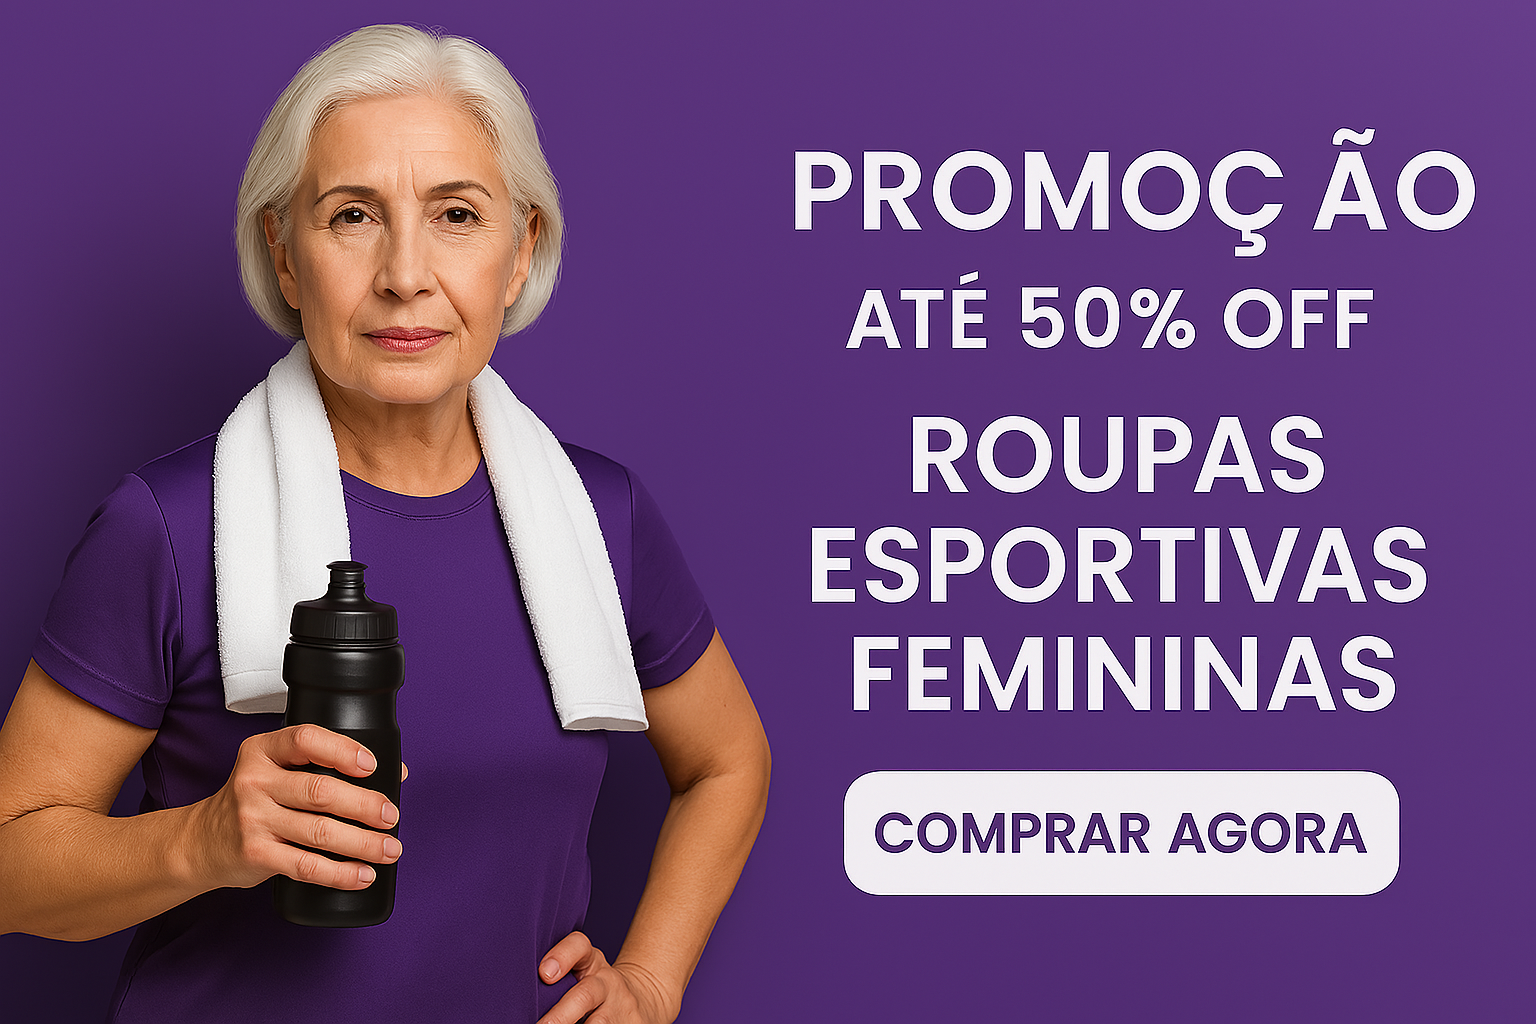 PROMOÇ ÃO
ATÉ 50% OFF
ROUPAS
ESPORTIVAS
FEMININAS
COMPRAR AGORA